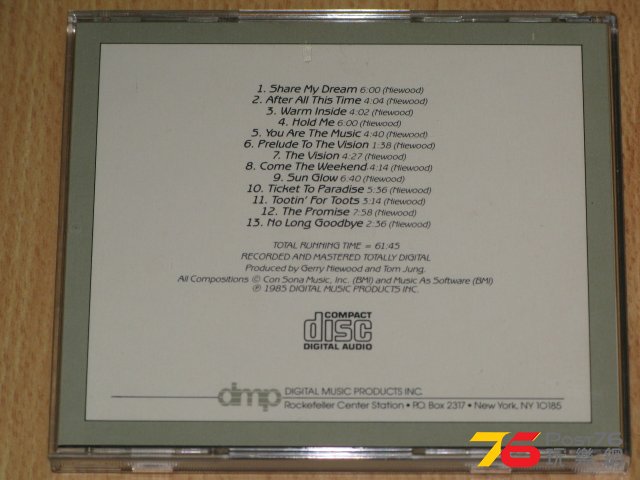 1. Share My Dream 6:00 (Niewood)
2. After All This Time 4:04 (Niewood)
3. Warm Inside 4:02 (Niewood)
4. Hold Me 6:00 (Niewood)
5. You Are The Music 4:40 (Niewood)
6. Prelude To The Vision 1:38 (Niewood)
7. The Vision 4:27 (Niewood)
8. Come The Weekend 4:14 (Niewood)
9. Sun Glow 6:40 (Niewood)
10. Ticket To Paradise 5:36 (Niewood)
11. Tootin' For Toots 3:14 (Niewood)
12. The Promise 7:58 (Niewood)
13. No Long Goodbye 2:36 (Niewood)
TOTAL RUNNING TIME = 61:45
RECORDED AND MASTERED TOTALLY DIGITAL
Produced by Gerry Niewood and Tom Jung.
All Compositions © Cori Sona Music, Inc. (BMI) and Music As Software (BMI)
℗ 1985 DIGITAL MUSIC PRODUCTS INC.
COMPACT
disc
DIGITAL AUDIO
dmp DIGITAL MUSIC PRODUCTS INC.
Rockefeller Center Station • P.O. Box 2317 • New York, NY 10185
76 Post76
玩樂網